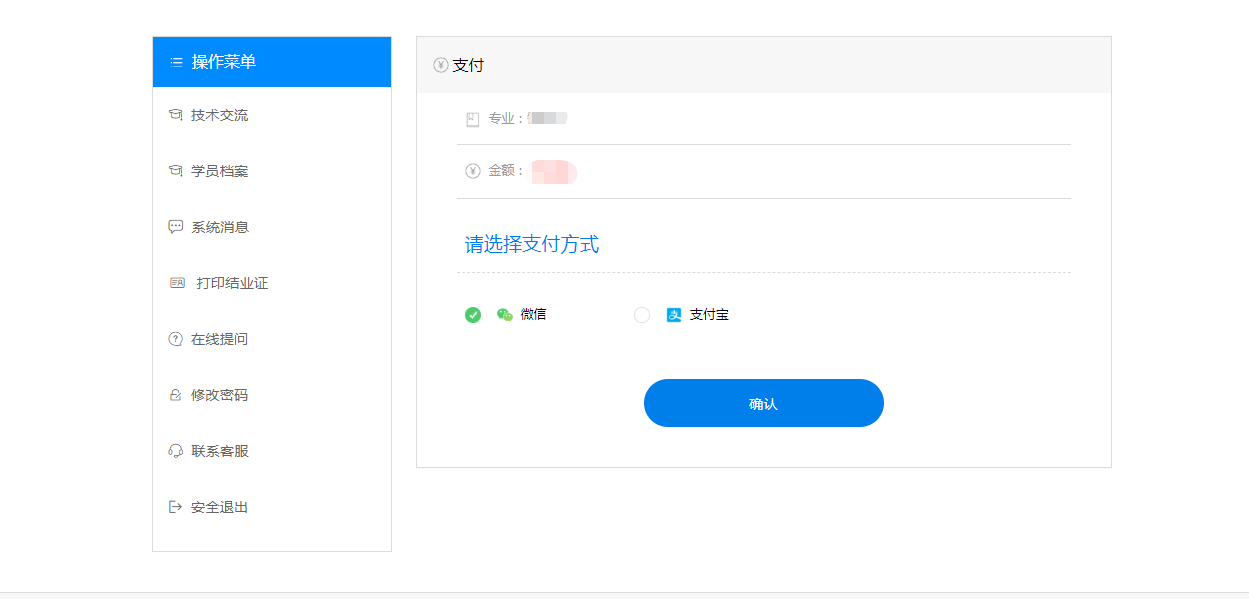 操作菜单
技术交流
学员档案
系统消息
打印结业证
在线提问
修改密码
联系客服
安全退出
支付
专业：
金额：
请选择支付方式
微信
支付宝
确认